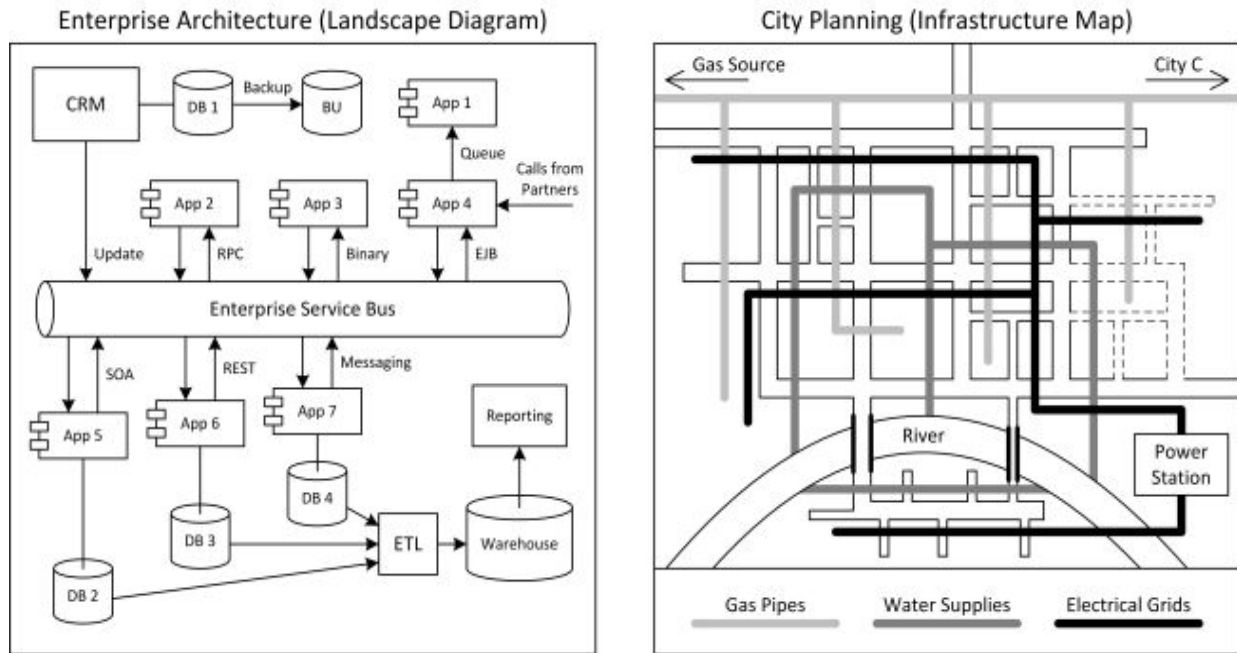 Enterprise Architecture (Landscape Diagram)
CRM
DB 1
Backup
BU
App 1
Queue
Calls from
Partners
App 2
App 3
App 4
Update
RPC
Binary
EJB
Enterprise Service Bus
SOA
REST
Messaging
App 5
App 6
App 7
Reporting
DB 4
DB 3
ETL
Warehouse
DB 2
City Planning (Infrastructure Map)
Gas Source
City C
River
Power
Station
Gas Pipes
Water Supplies
Electrical Grids